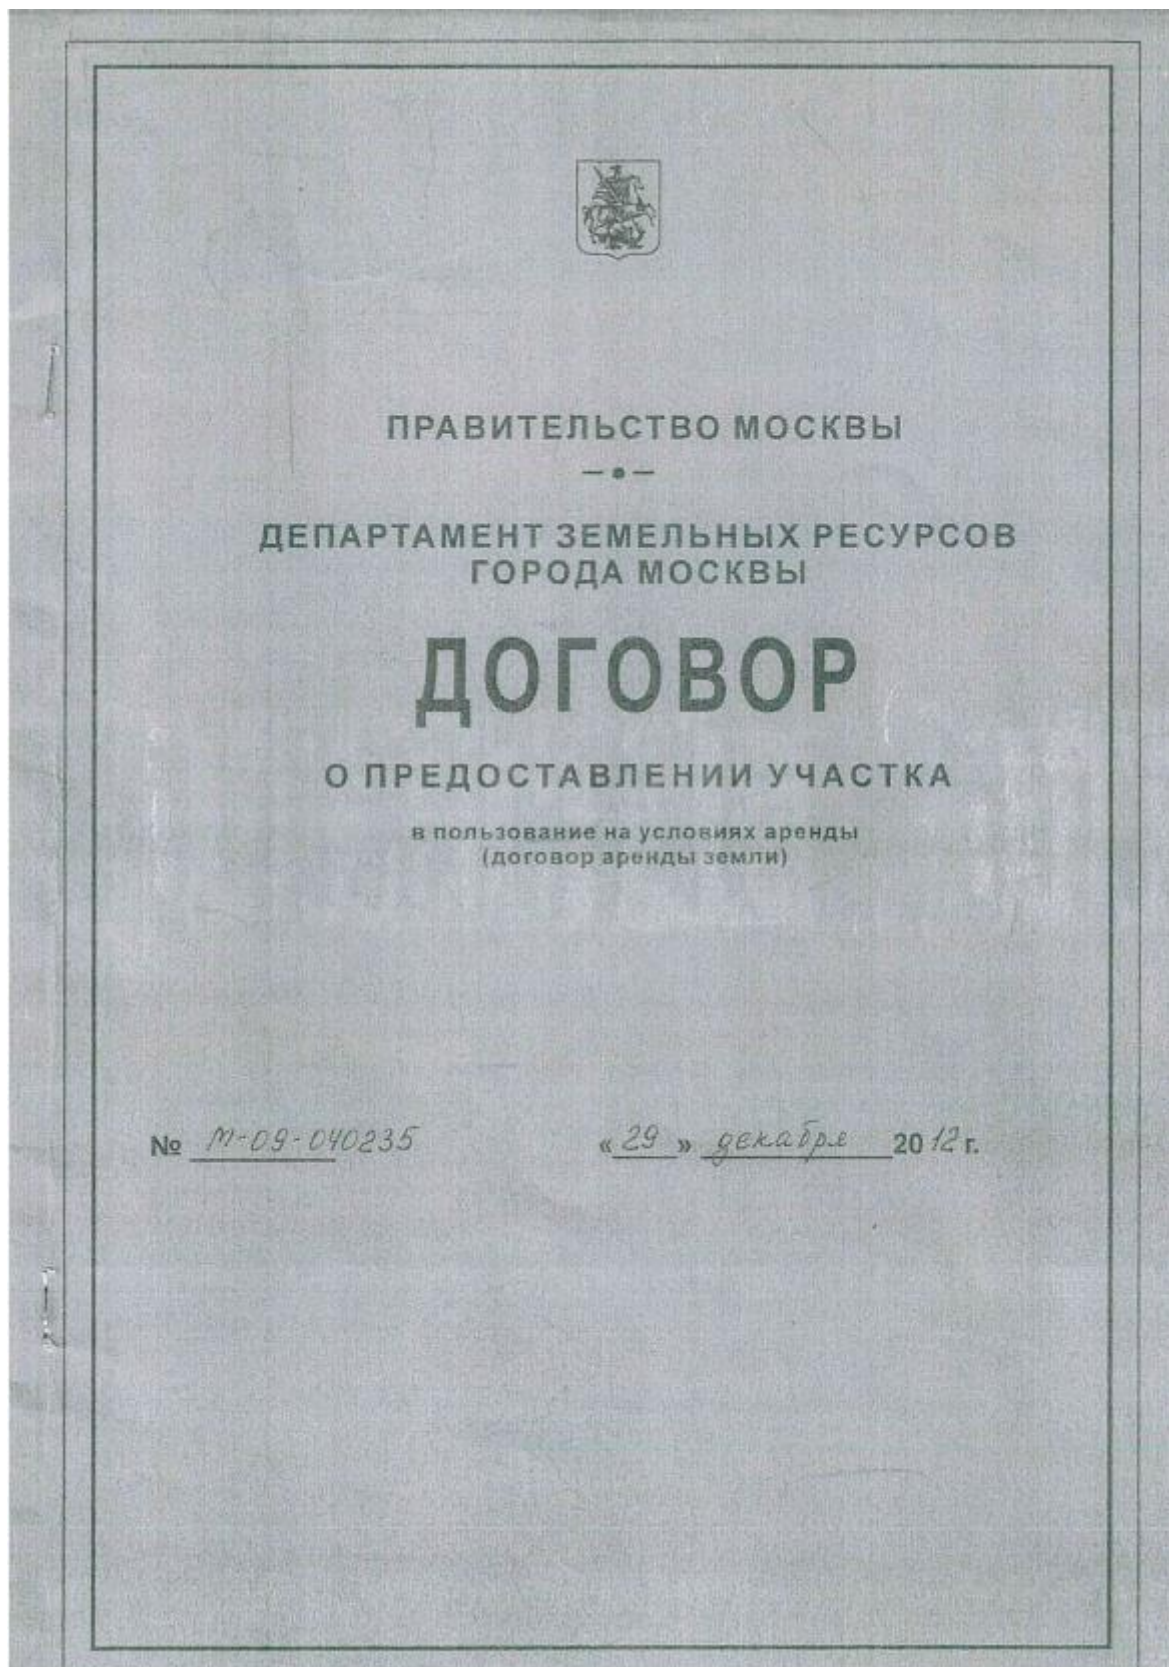 ПРАВИТЕЛЬСТВО МОСКВЫ
ДЕПАРТАМЕНТ ЗЕМЕЛЬНЫХ РЕСУРСОВ
ГОРОДА МОСКВЫ
ДОГОВОР
О ПРЕДОСТАВЛЕНИИ УЧАСТКА
в пользование на условиях аренды
(договор аренды земли)
№ М-09-040235 «29» декабря 2012 г.